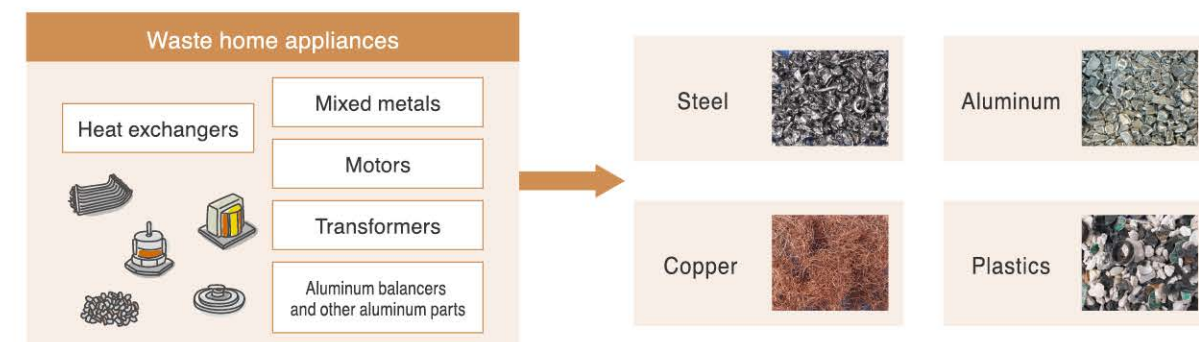 Waste home appliances
Heat exchangers
Mixed metals
Motors
Transformers
Aluminum balancers
and other aluminum parts
Steel
Aluminum
Copper
Plastics